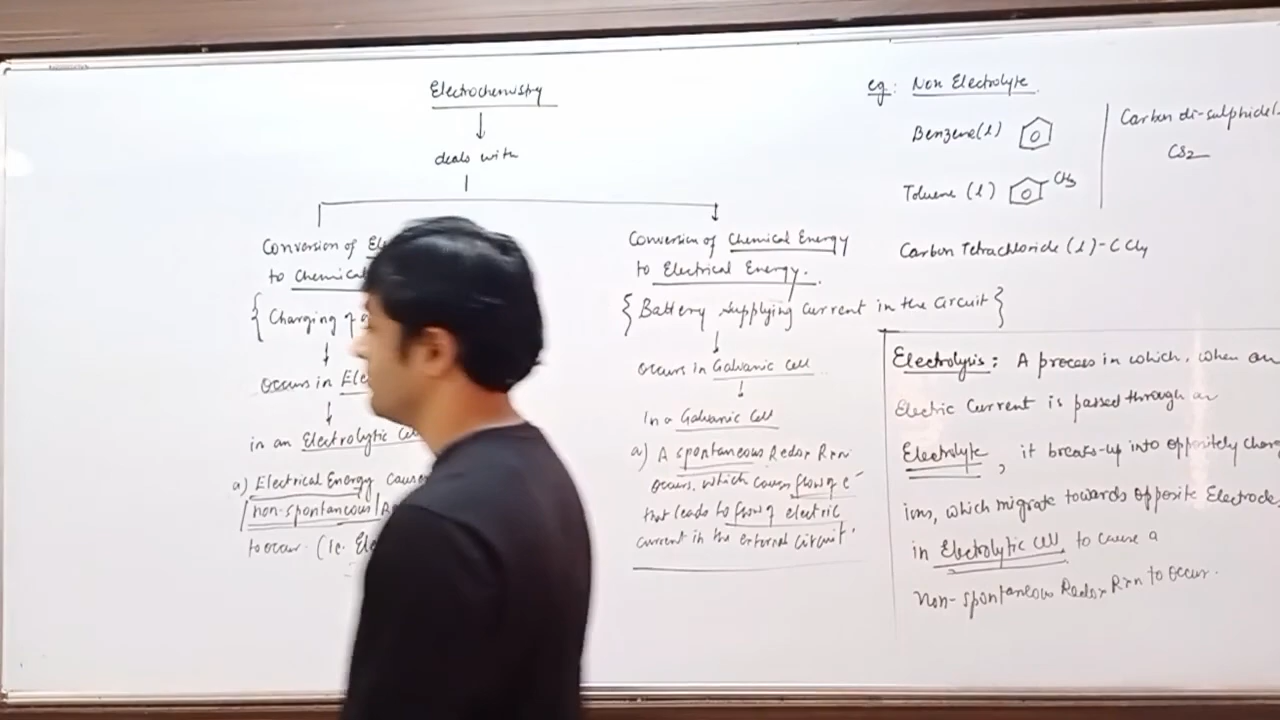 Electrochemistry
deals with
Conversion of
to Chemical
{ Charging of
Occurs in
in an Electrolytic
a) Electrical Energy
non-spontaneous
to occur. (ie.
Conversion of Chemical Energy
to Electrical Energy.
{ Battery supplying current in the circuit }
Occurs in Galvanic cell
In a Galvanic Cell
a) A spontaneous Redox Rxn
occurs, which causes flow of e⁻
that leads to flow of electric
current in the external circuit.
eg: Non Electrolyte
Benzene(l)
Toluene (l) CH3
Carbon Tetrachloride (l) - CCl4
Carbon di-sulphide
CS2
Electrolysis: A process in which, when an
Electric Current is passed through an
Electrolyte, it breaks-up into oppositely
ions, which migrate towards opposite Electrode
in Electrolytic cell to cause a
Non-spontaneous Redox Rxn to occur.